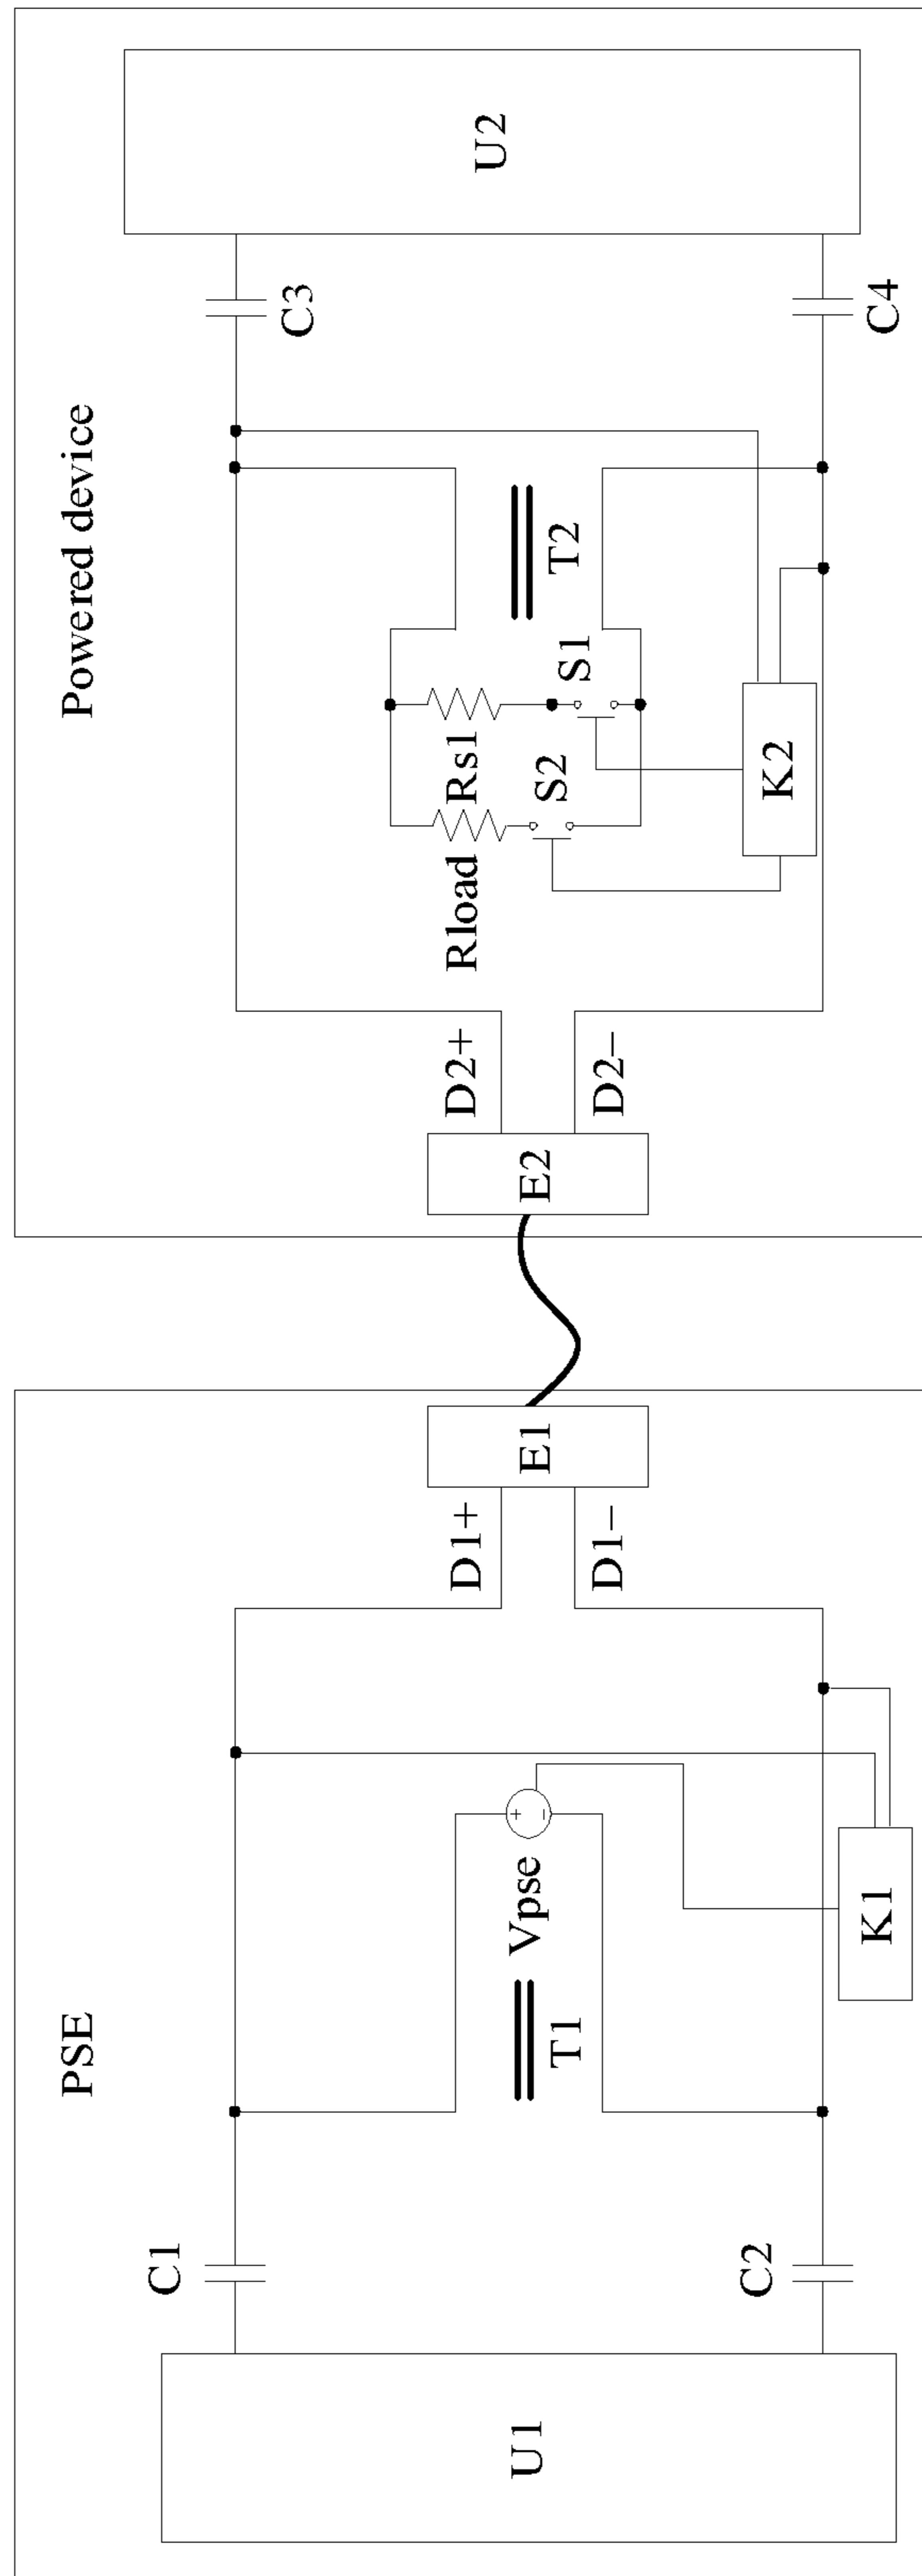 PSE
Powered device
U1
C1
C2
T1
Vpse
+
−
K1
D1+
D1−
E1
E2
D2+
D2−
Rload
Rs1
S2
S1
K2
T2
C3
C4
U2